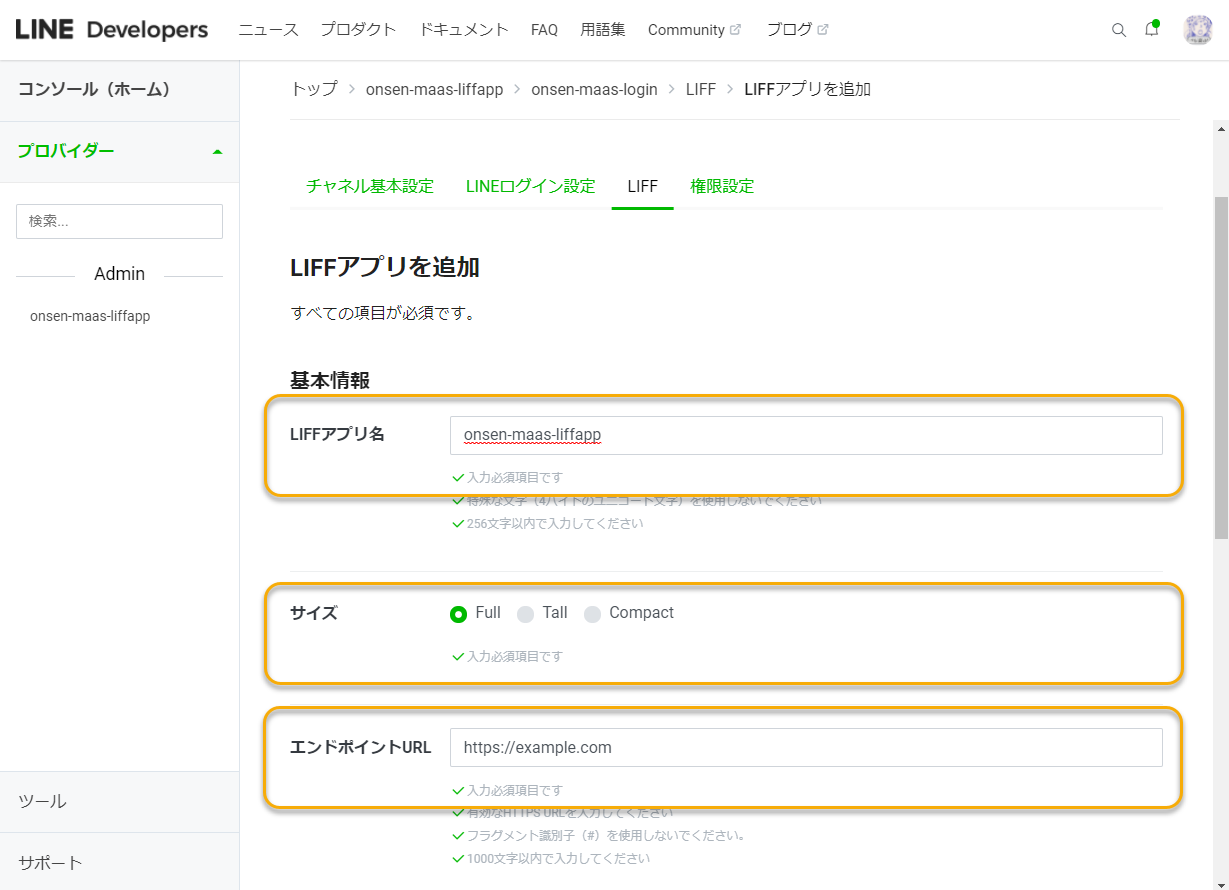 LINE Developers ニュース プロダクト ドキュメント FAQ 用語集 Community ブログ
コンソール（ホーム）
プロバイダー
検索...
Admin
onsen-maas-liffapp
ツール
サポート
トップ > onsen-maas-liffapp > onsen-maas-login > LIFF > LIFFアプリを追加
チャネル基本設定 LINEログイン設定 LIFF 権限設定
LIFFアプリを追加
すべての項目が必須です。
基本情報
LIFFアプリ名 onsen-maas-liffapp
入力必須項目です
特殊な文字（4バイトのユニコード文字）を使用しないでください
256文字以内で入力してください
サイズ Full Tall Compact
入力必須項目です
エンドポイントURL https://example.com
入力必須項目です
有効なHTTPS URLを入力してください
フラグメント識別子（#）を使用しないでください。
1000文字以内で入力してください